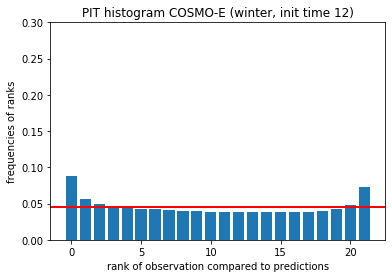 PIT histogram COSMO-E (winter, init time 12)
0.30
0.25
0.20
0.15
0.10
0.05
0.00
frequencies of ranks
0 5 10 15 20
rank of observation compared to predictions